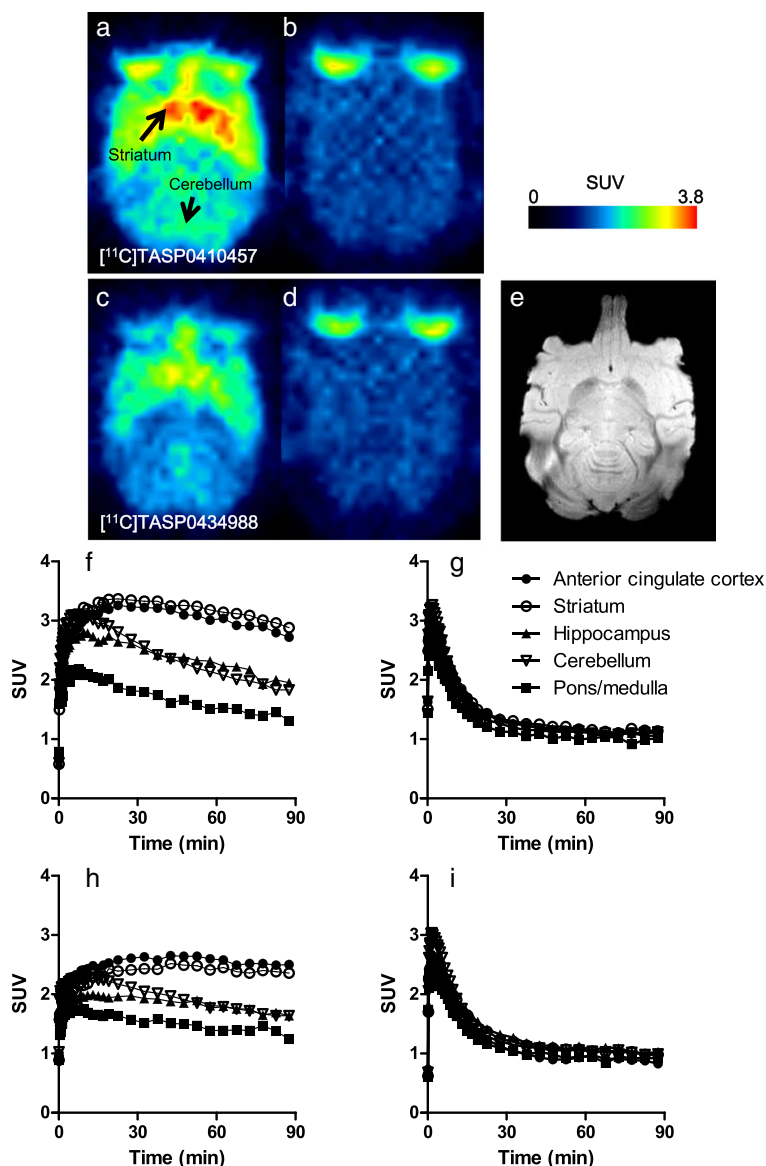 a
b
Striatum
Cerebellum
[¹¹C]TASP0410457
SUV
0
3.8
c
d
e
[¹¹C]TASP0434988
f
4
3
2
1
0
SUV
0
30
60
90
Time (min)
g
4
3
2
1
0
SUV
0
30
60
90
Time (min)
Anterior cingulate cortex
Striatum
Hippocampus
Cerebellum
Pons/medulla
h
4
3
2
1
0
SUV
0
30
60
90
Time (min)
i
4
3
2
1
0
SUV
0
30
60
90
Time (min)